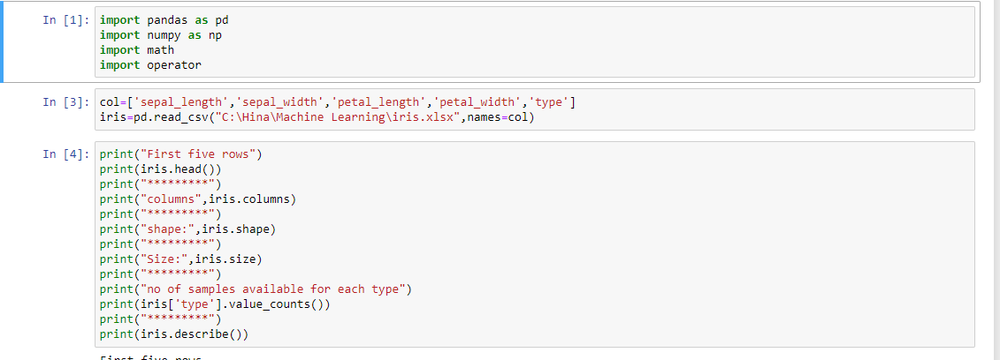 In [1]: import pandas as pd
import numpy as np
import math
import operator
In [3]: col=['sepal_length','sepal_width','petal_length','petal_width','type']
iris=pd.read_csv("C:\Hina\Machine Learning\iris.xlsx",names=col)
In [4]: print("First five rows")
print(iris.head())
print("*********")
print("columns",iris.columns)
print("*********")
print("shape:",iris.shape)
print("*********")
print("Size:",iris.size)
print("*********")
print("no of samples available for each type")
print(iris['type'].value_counts())
print("*********")
print(iris.describe())
First five rows